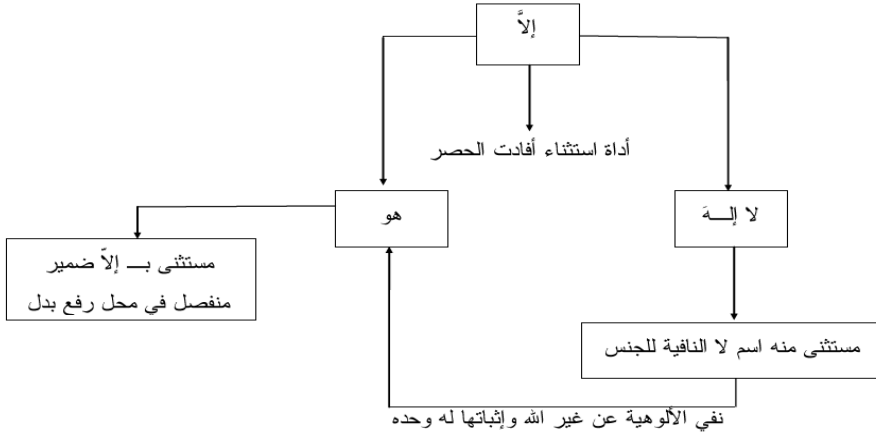 إلاَّ
أداة استثناء أفادت الحصر
لا إلـــهَ
هو
مستثنى بـــ إلاّ ضمير
منفصل في محل رفع بدل
مستثنى منه اسم لا النافية للجنس
نفي الألوهية عن غير الله وإثباتها له وحده